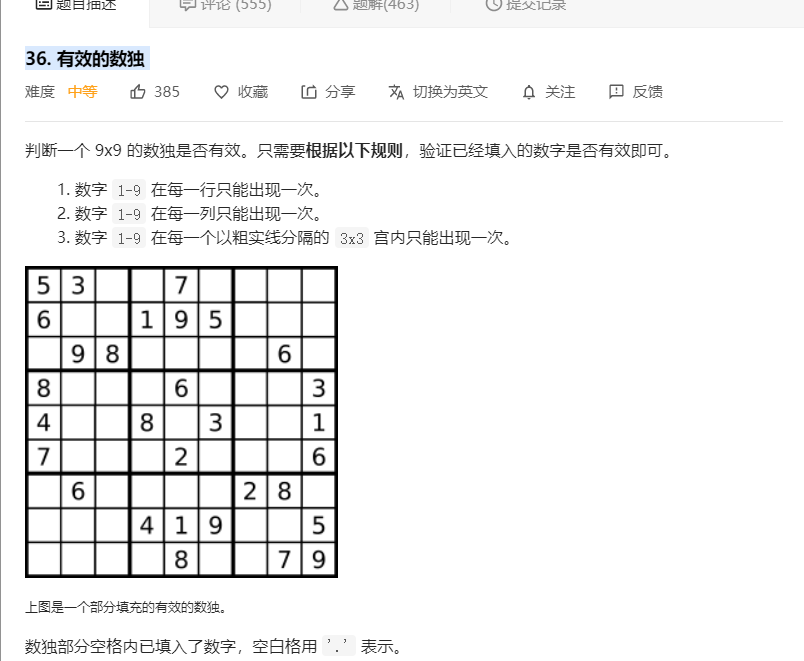 题目描述 评论 (555) 题解(463) 提交记录
36. 有效的数独
难度 中等 385 收藏 分享 切换为英文 关注 反馈
判断一个 9x9 的数独是否有效。只需要根据以下规则，验证已经填入的数字是否有效即可。
1. 数字 1-9 在每一行只能出现一次。
2. 数字 1-9 在每一列只能出现一次。
3. 数字 1-9 在每一个以粗实线分隔的 3x3 宫内只能出现一次。
5 3 7
6 1 9 5
9 8 6
8 6 3
4 8 3 1
7 2 6
6 2 8
4 1 9 5
8 7 9
上图是一个部分填充的有效的数独。
数独部分空格内已填入了数字，空白格用 '.' 表示。